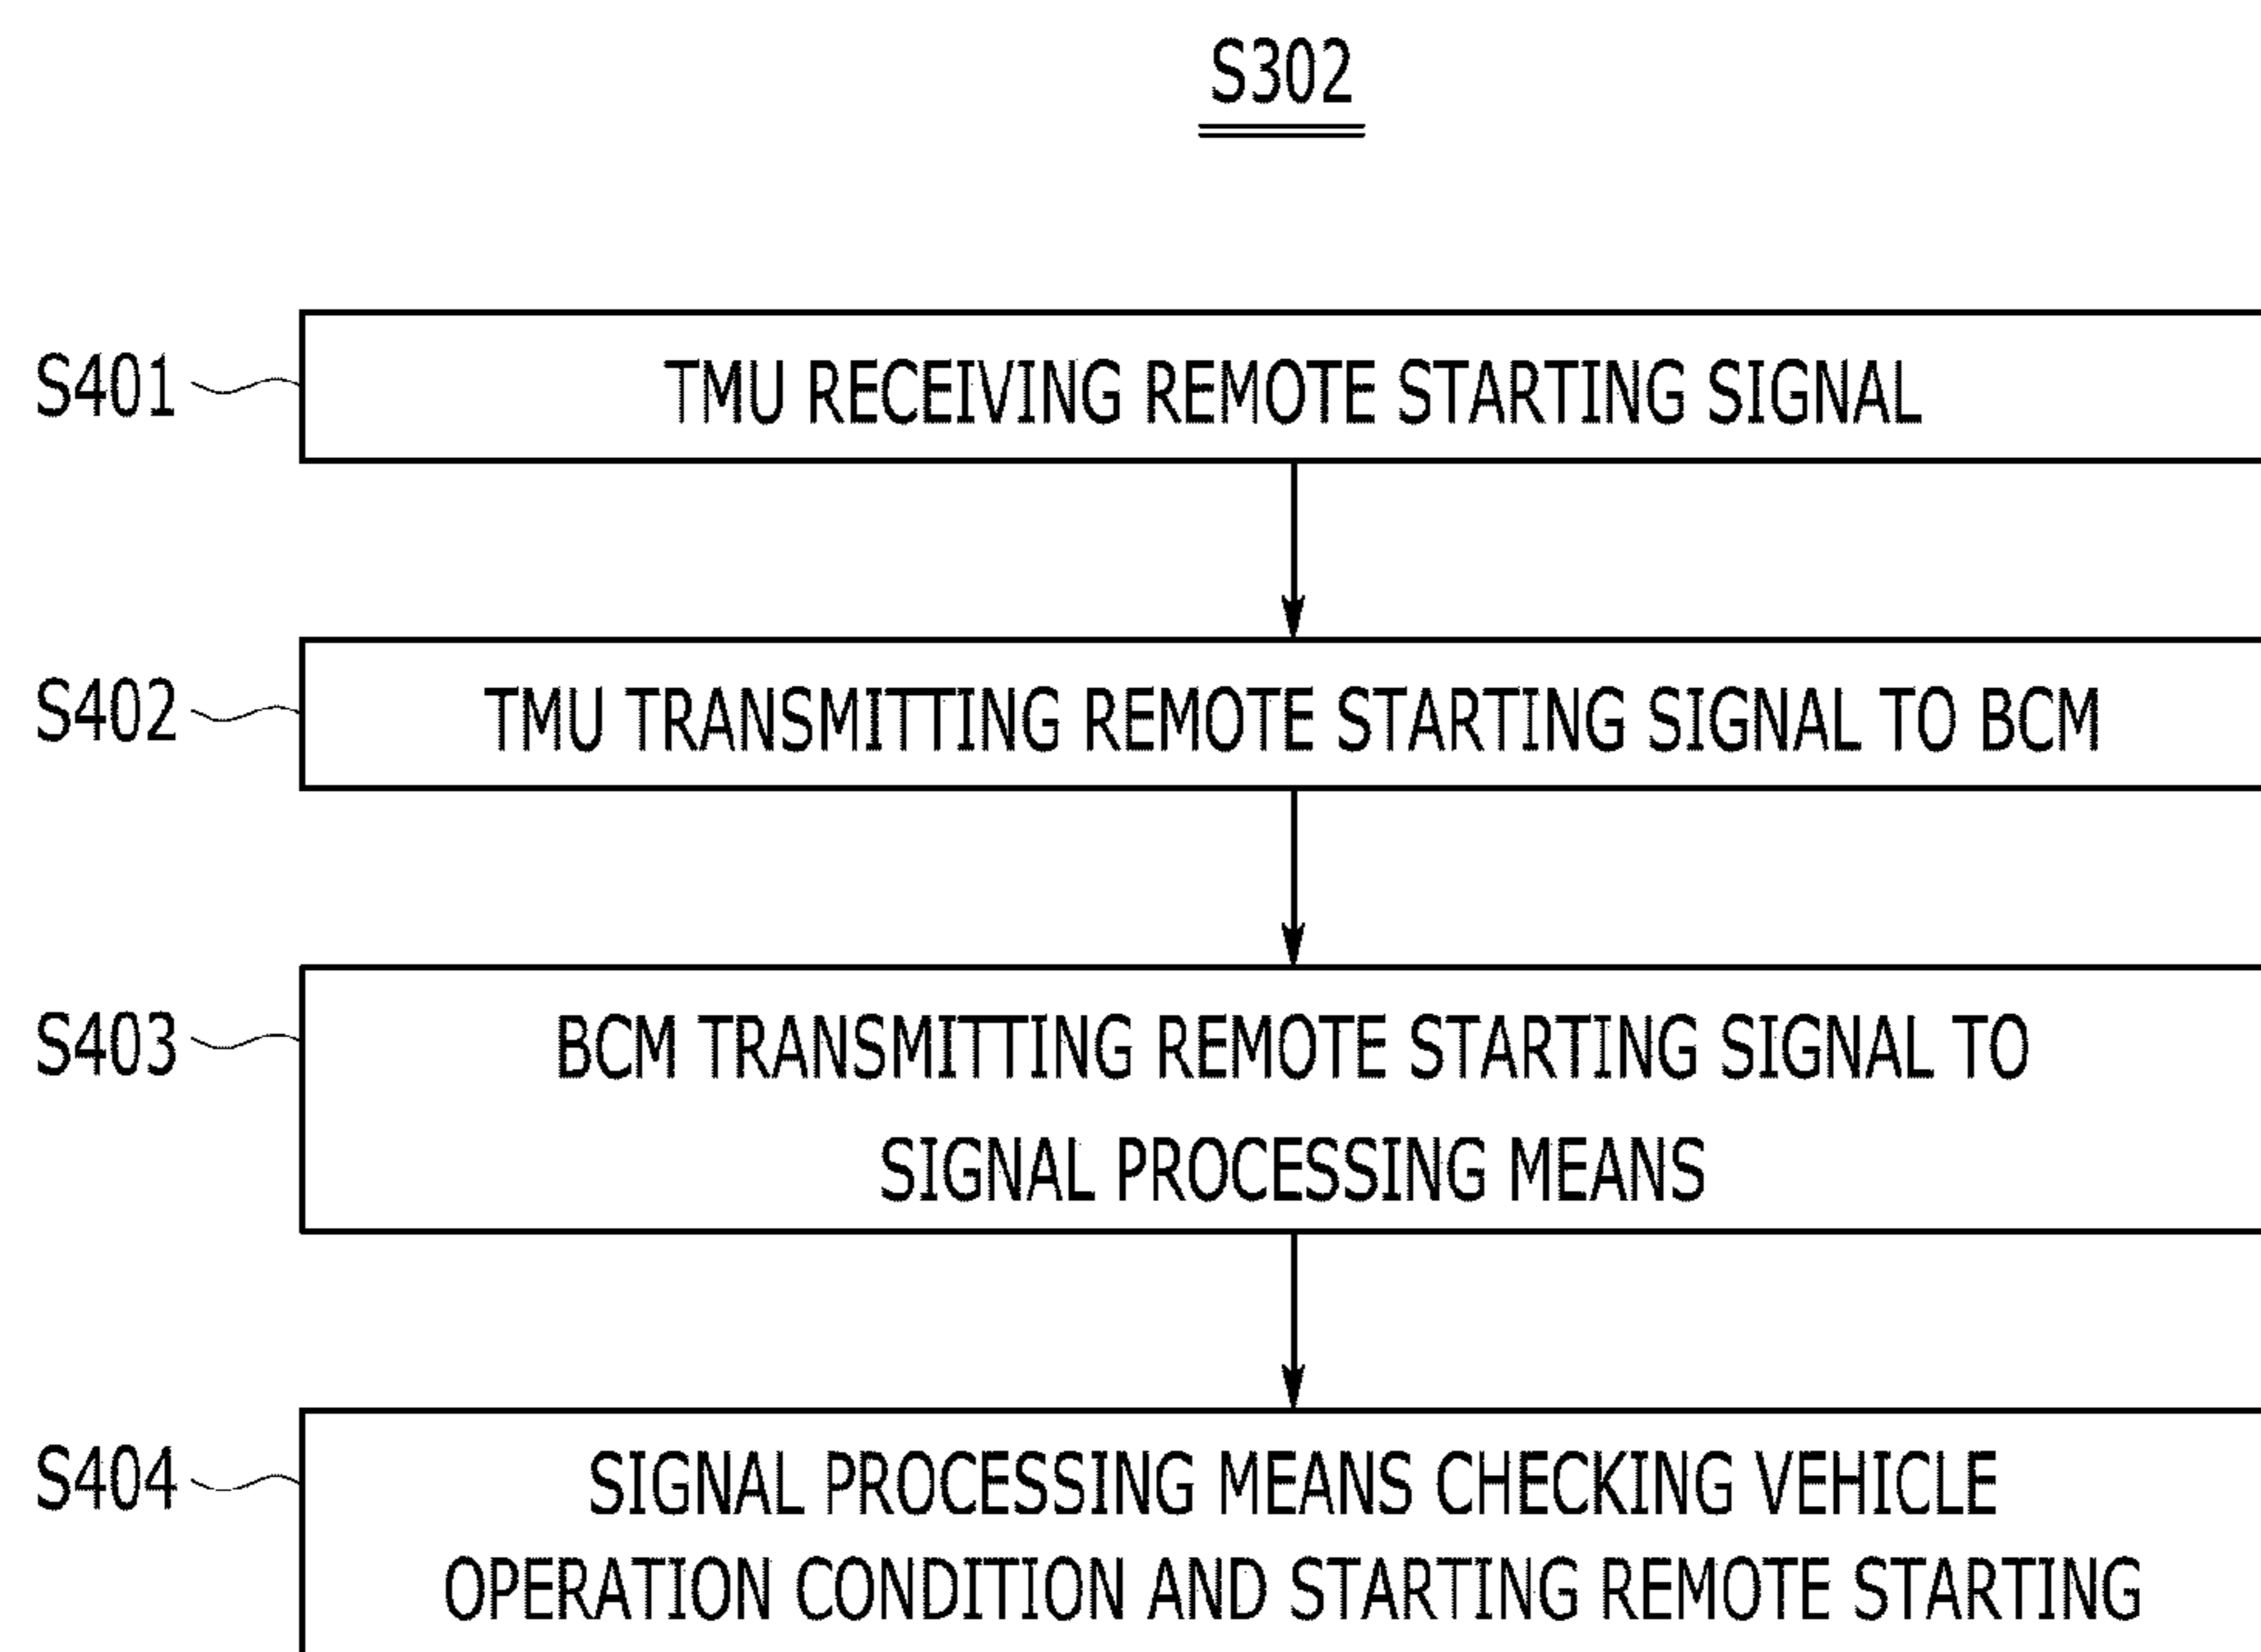 S302
S401
TMU RECEIVING REMOTE STARTING SIGNAL
S402
TMU TRANSMITTING REMOTE STARTING SIGNAL TO BCM
S403
BCM TRANSMITTING REMOTE STARTING SIGNAL TO
SIGNAL PROCESSING MEANS
S404
SIGNAL PROCESSING MEANS CHECKING VEHICLE
OPERATION CONDITION AND STARTING REMOTE STARTING